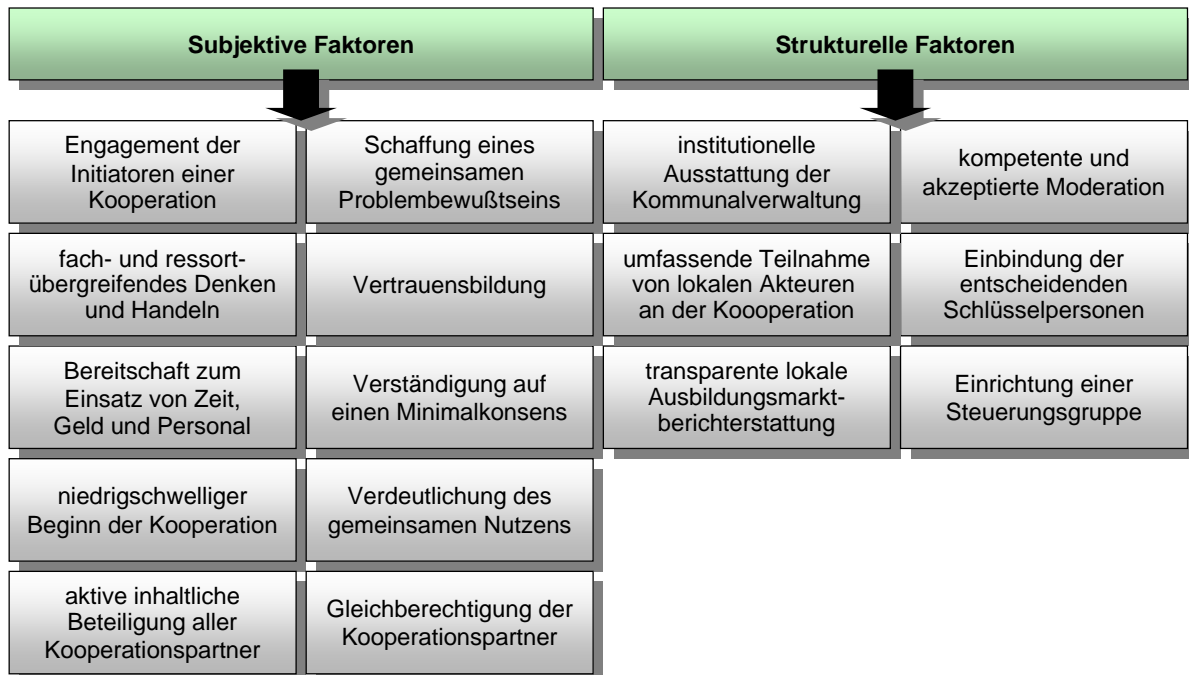 Subjektive Faktoren
Strukturelle Faktoren
Engagement der
Initiatoren einer
Kooperation
Schaffung eines
gemeinsamen
Problembewußtseins
institutionelle
Ausstattung der
Kommunalverwaltung
kompetente und
akzeptierte Moderation
fach- und ressort-
übergreifendes Denken
und Handeln
Vertrauensbildung
umfassende Teilnahme
von lokalen Akteuren
an der Koooperation
Einbindung der
entscheidenden
Schlüsselpersonen
Bereitschaft zum
Einsatz von Zeit,
Geld und Personal
Verständigung auf
einen Minimalkonsens
transparente lokale
Ausbildungsmarkt-
berichterstattung
Einrichtung einer
Steuerungsgruppe
niedrigschwelliger
Beginn der Kooperation
Verdeutlichung des
gemeinsamen Nutzens
aktive inhaltliche
Beteiligung aller
Kooperationspartner
Gleichberechtigung der
Kooperationspartner